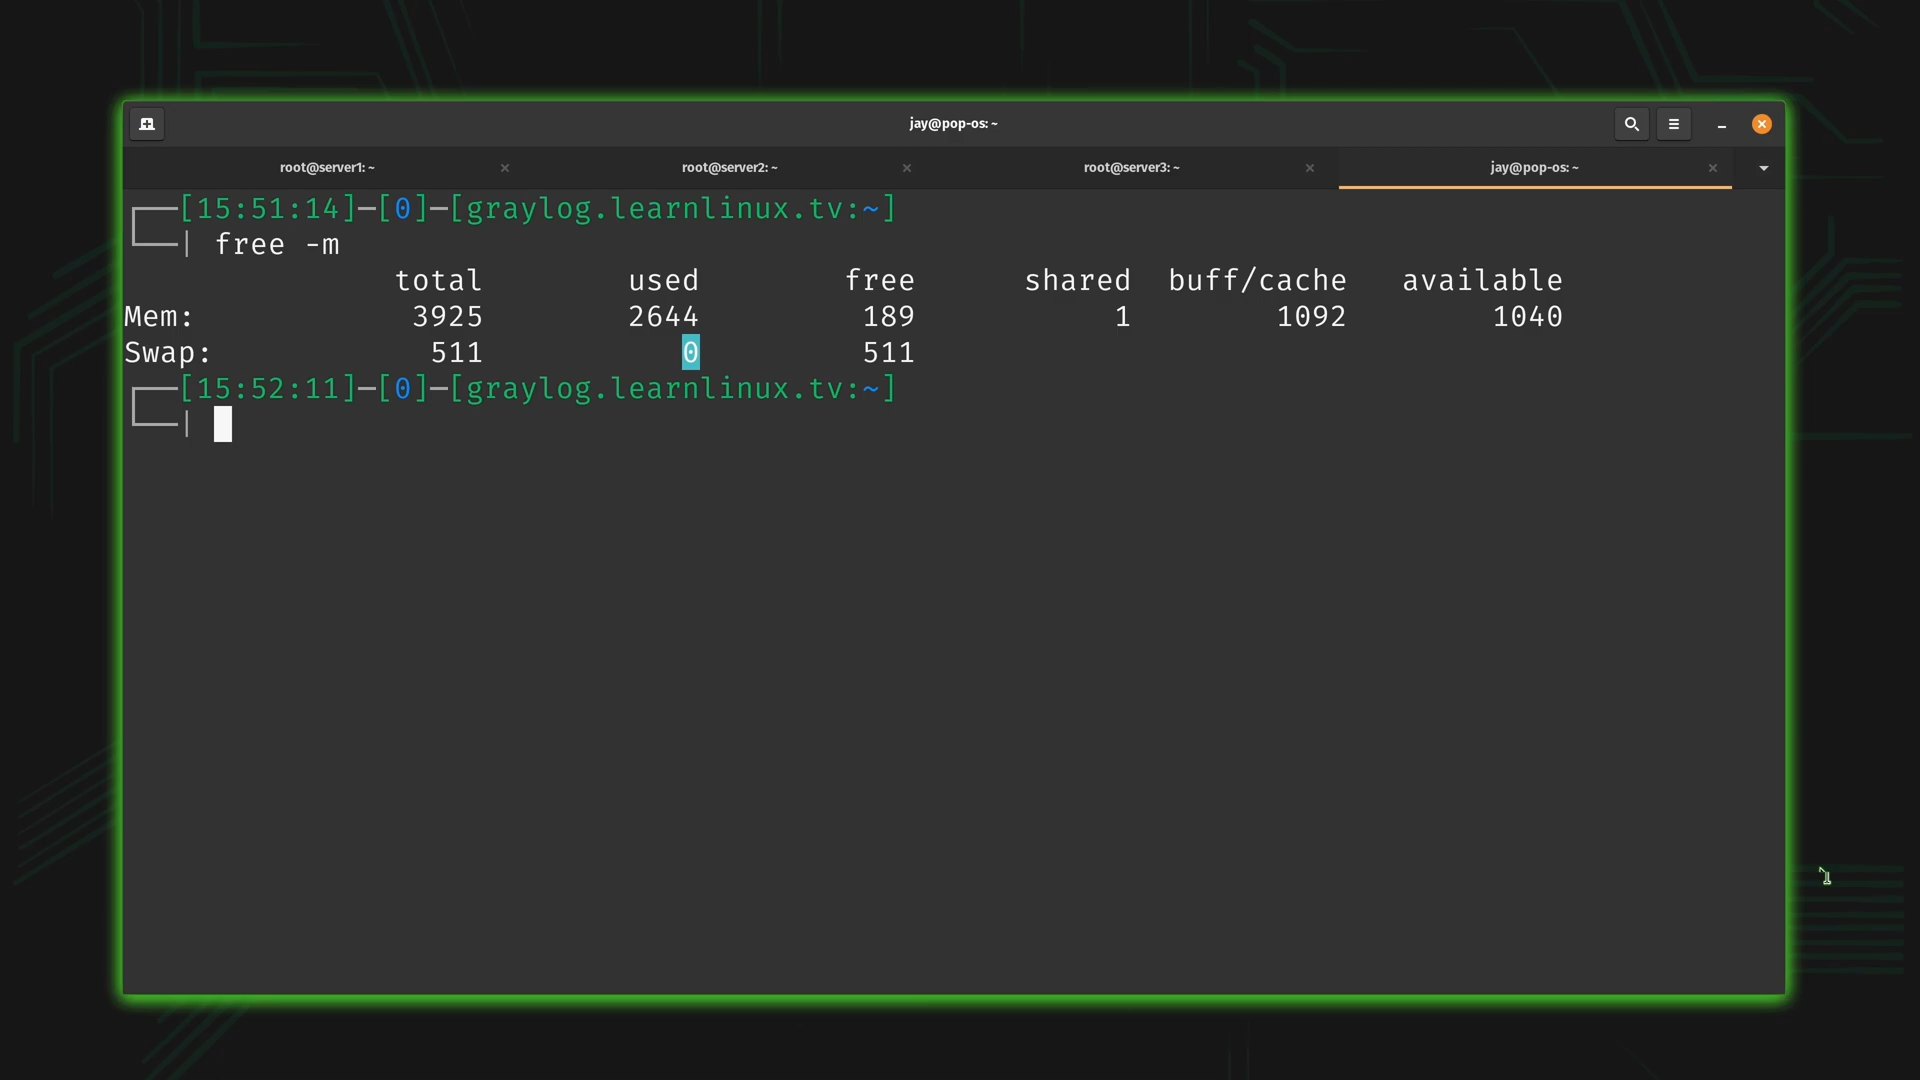 jay@pop-os: ~
root@server1: ~ root@server2: ~ root@server3: ~ jay@pop-os: ~
[15:51:14]─[0]─[graylog.learnlinux.tv:~]
free -m
total used free shared buff/cache available
Mem: 3925 2644 189 1 1092 1040
Swap: 511 0 511
[15:52:11]─[0]─[graylog.learnlinux.tv:~]